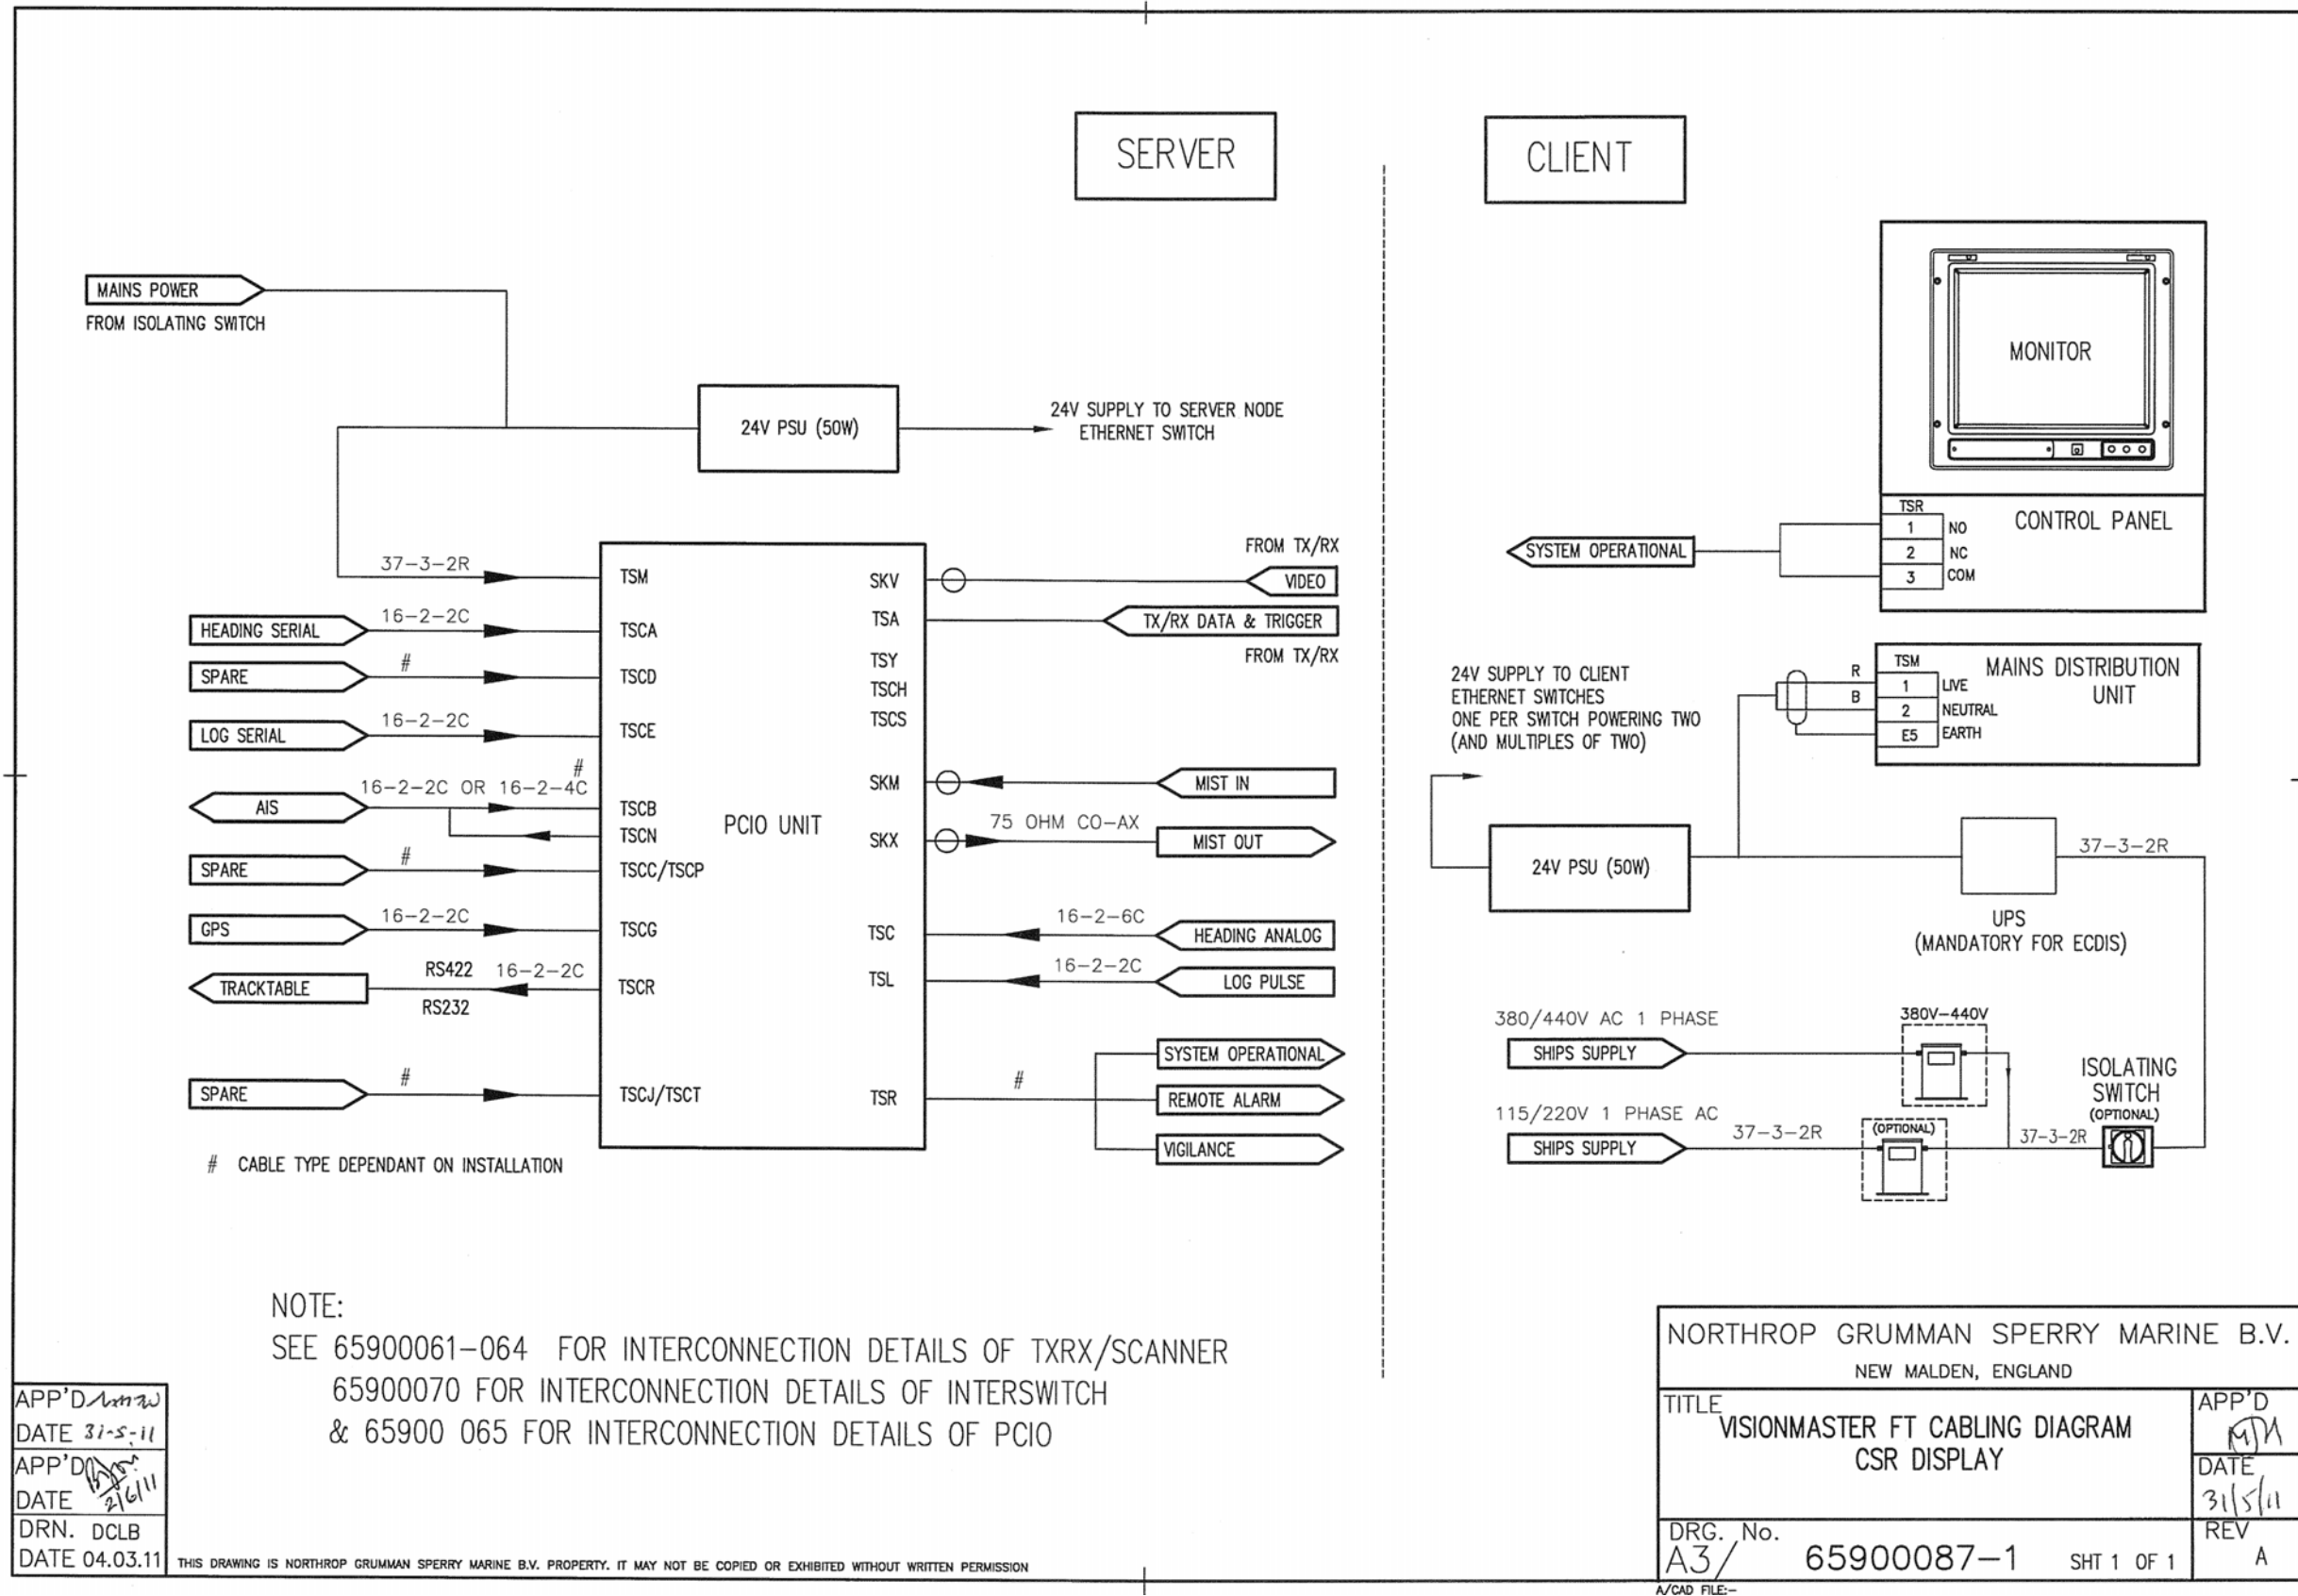 SERVER
CLIENT
MAINS POWER
FROM ISOLATING SWITCH
24V PSU (50W)
24V SUPPLY TO SERVER NODE
ETHERNET SWITCH
37-3-2R
HEADING SERIAL
16-2-2C
SPARE
#
LOG SERIAL
16-2-2C
#
16-2-2C OR 16-2-4C
AIS
SPARE
#
GPS
16-2-2C
TRACKTABLE
RS422
16-2-2C
RS232
SPARE
#
# CABLE TYPE DEPENDANT ON INSTALLATION
TSM
TSCA
TSCD
TSCE
TSCB
TSCN
TSCC/TSCP
TSCG
TSCR
TSCJ/TSCT
PCIO UNIT
SKV
TSA
TSY
TSCH
TSCS
SKM
SKX
TSC
TSL
TSR
FROM TX/RX
VIDEO
TX/RX DATA & TRIGGER
FROM TX/RX
MIST IN
75 OHM CO-AX
MIST OUT
16-2-6C
HEADING ANALOG
16-2-2C
LOG PULSE
#
SYSTEM OPERATIONAL
REMOTE ALARM
VIGILANCE
MONITOR
CONTROL PANEL
TSR
1 NO
2 NC
3 COM
SYSTEM OPERATIONAL
MAINS DISTRIBUTION
UNIT
TSM
R 1 LIVE
B 2 NEUTRAL
E5 EARTH
24V SUPPLY TO CLIENT
ETHERNET SWITCHES
ONE PER SWITCH POWERING TWO
(AND MULTIPLES OF TWO)
24V PSU (50W)
37-3-2R
UPS
(MANDATORY FOR ECDIS)
380/440V AC 1 PHASE
SHIPS SUPPLY
380V-440V
115/220V 1 PHASE AC
SHIPS SUPPLY
37-3-2R
(OPTIONAL)
37-3-2R
ISOLATING
SWITCH
(OPTIONAL)
NOTE:
SEE 65900061-064 FOR INTERCONNECTION DETAILS OF TXRX/SCANNER
65900070 FOR INTERCONNECTION DETAILS OF INTERSWITCH
& 65900 065 FOR INTERCONNECTION DETAILS OF PCIO
APP'D
DATE 31-5-11
APP'D
DATE 2/6/11
DRN. DCLB
DATE 04.03.11
THIS DRAWING IS NORTHROP GRUMMAN SPERRY MARINE B.V. PROPERTY. IT MAY NOT BE COPIED OR EXHIBITED WITHOUT WRITTEN PERMISSION
NORTHROP GRUMMAN SPERRY MARINE B.V.
NEW MALDEN, ENGLAND
TITLE
VISIONMASTER FT CABLING DIAGRAM
CSR DISPLAY
APP'D
DATE
31/5/11
DRG. No.
A3/ 65900087-1 SHT 1 OF 1
REV
A
A/CAD FILE:-